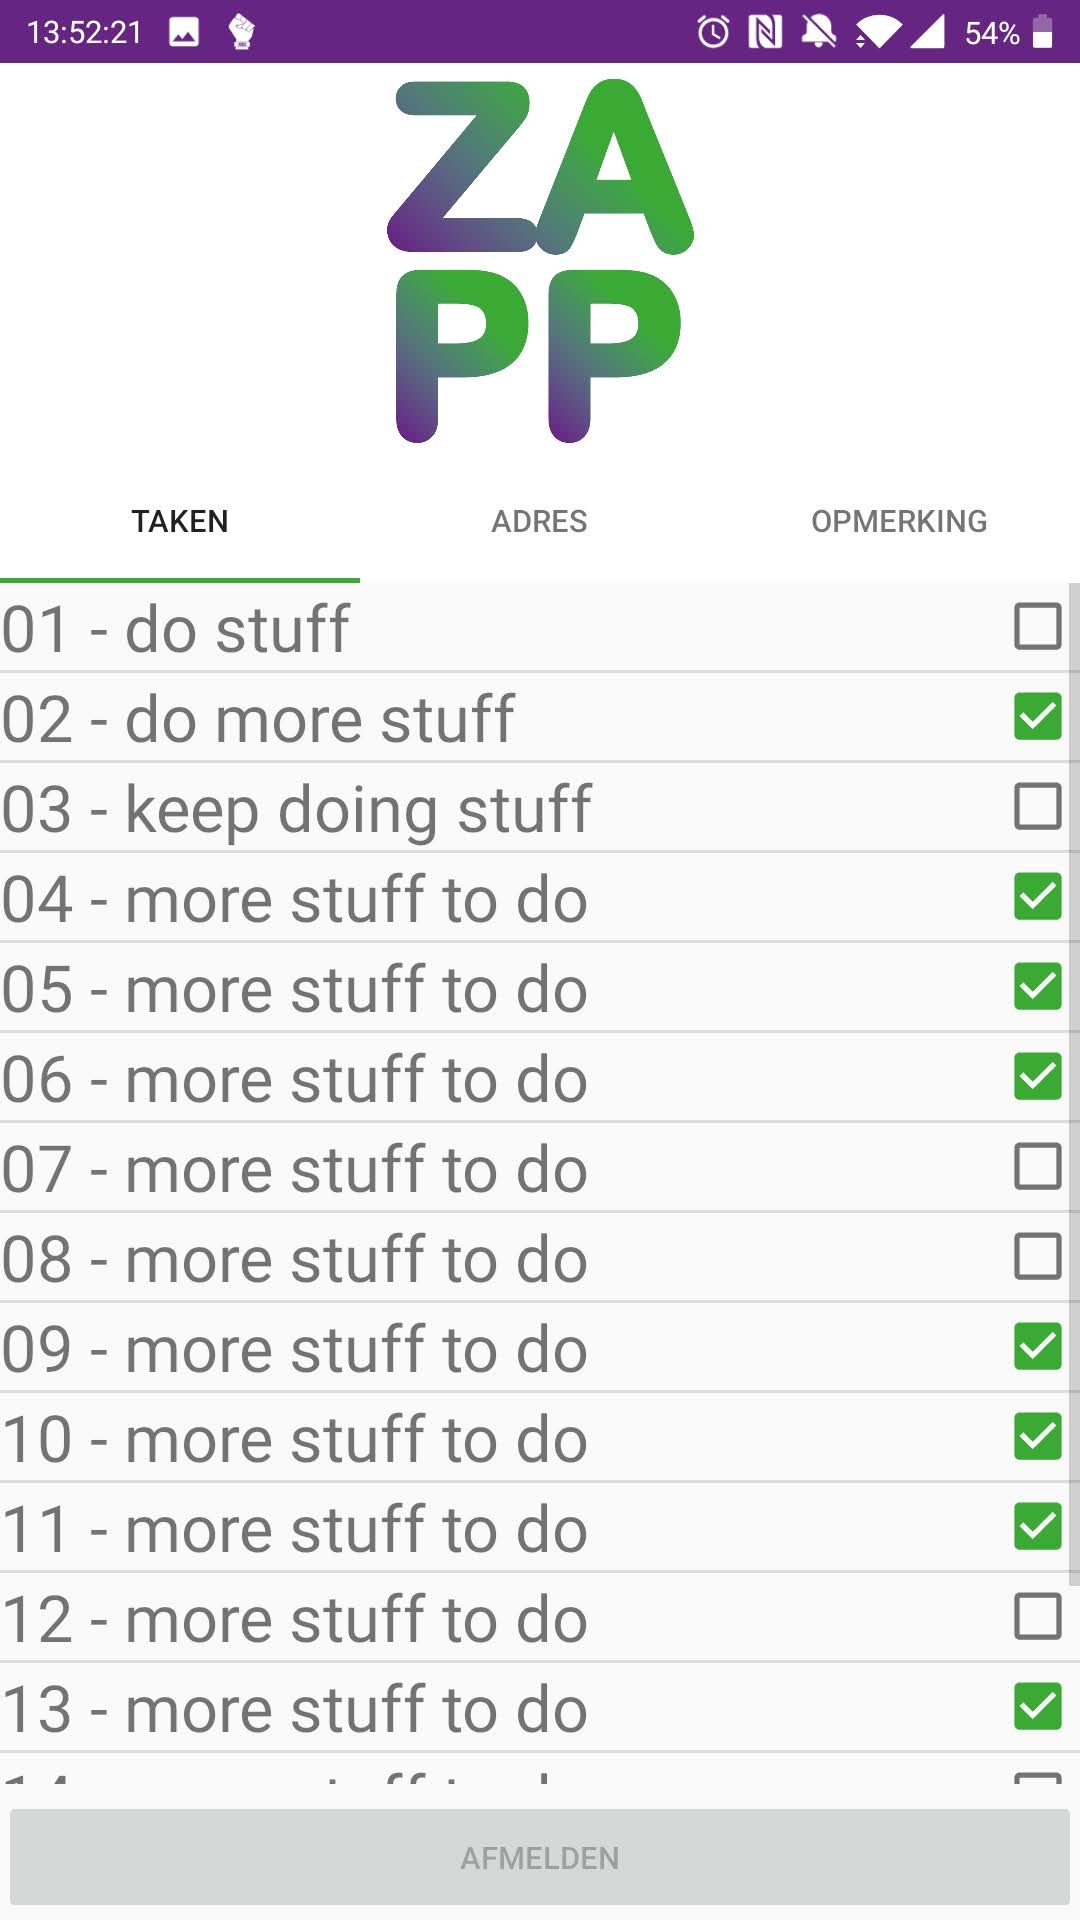 13:52:21
54%
ZA
PP
TAKEN
ADRES
OPMERKING
01 - do stuff
02 - do more stuff
03 - keep doing stuff
04 - more stuff to do
05 - more stuff to do
06 - more stuff to do
07 - more stuff to do
08 - more stuff to do
09 - more stuff to do
10 - more stuff to do
11 - more stuff to do
12 - more stuff to do
13 - more stuff to do
AFMELDEN